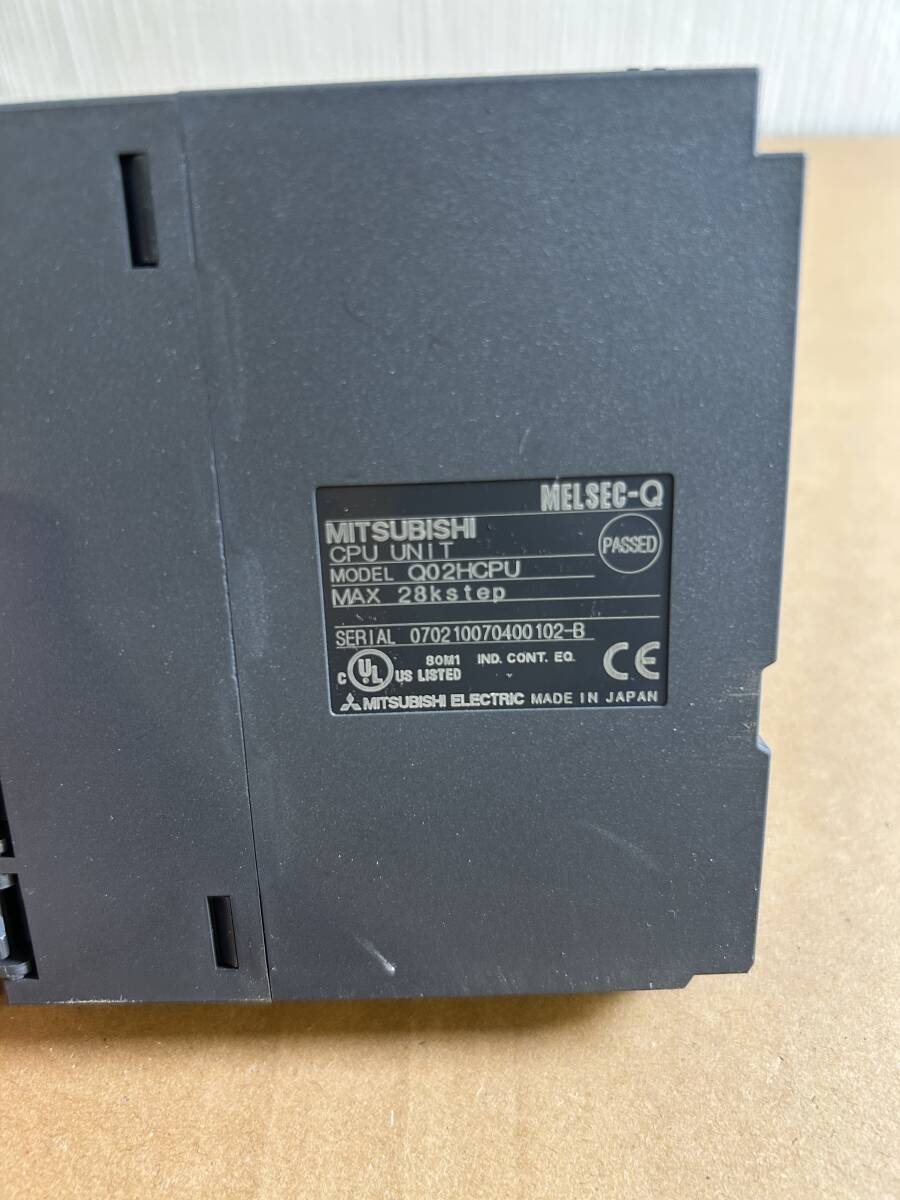 MELSEC-Q
MITSUBISHI
CPU UNIT
PASSED
MODEL Q02HCPU
MAX 28kstep
SERIAL 070210070400102-B
C UL US LISTED 80M1 IND. CONT. EQ.
CE
MITSUBISHI ELECTRIC MADE IN JAPAN